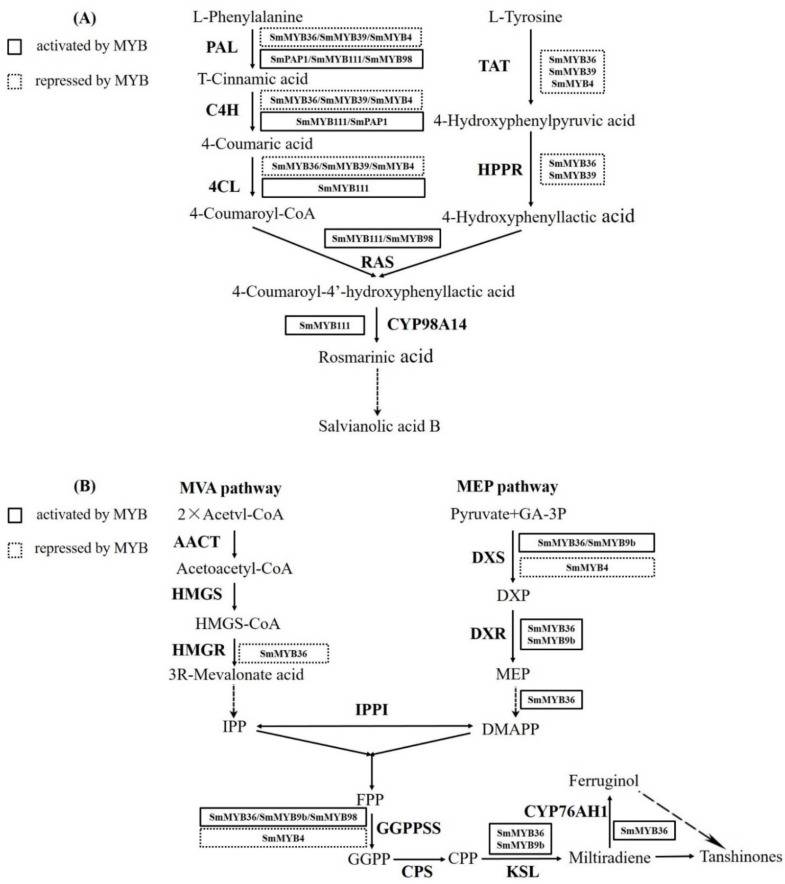 (A)
L-Phenylalanine
L-Tyrosine
activated by MYB
repressed by MYB
PAL
SmMYB36/SmMYB39/SmMYB4
SmPAP1/SmMYB111/SmMYB98
TAT
SmMYB36
SmMYB39
SmMYB4
T-Cinnamic acid
C4H
SmMYB36/SmMYB39/SmMYB4
SmMYB111/SmPAP1
4-Hydroxyphenylpyruvic acid
4-Coumaric acid
4CL
SmMYB36/SmMYB39/SmMYB4
SmMYB111
HPPR
SmMYB36
SmMYB39
4-Coumaroyl-CoA
4-Hydroxyphenyllactic acid
SmMYB111/SmMYB98
RAS
4-Coumaroyl-4’-hydroxyphenyllactic acid
SmMYB111
CYP98A14
Rosmarinic acid
Salvianolic acid B
(B)
MVA pathway
MEP pathway
activated by MYB
repressed by MYB
2×Acetvl-CoA
Pyruvate+GA-3P
AACT
DXS
SmMYB36/SmMYB9b
SmMYB4
Acetoacetyl-CoA
DXP
HMGS
HMGS-CoA
DXR
SmMYB36
SmMYB9b
HMGR
SmMYB36
3R-Mevalonate acid
MEP
SmMYB36
IPPI
IPP
DMAPP
FPP
SmMYB36/SmMYB9b/SmMYB98
SmMYB4
GGPPSS
Ferruginol
CYP76AH1
SmMYB36
SmMYB36
SmMYB9b
GGPP
CPS
CPP
KSL
Miltiradiene
Tanshinones